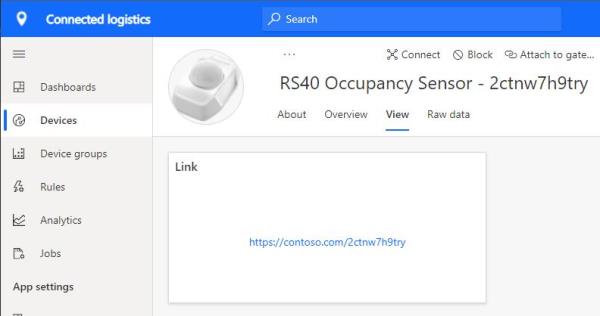 Connected logistics
Search
Dashboards
Devices
Device groups
Rules
Analytics
Jobs
App settings
... Connect Block Attach to gate...
RS40 Occupancy Sensor - 2ctnw7h9try
About Overview View Raw data
Link
https://contoso.com/2ctnw7h9try